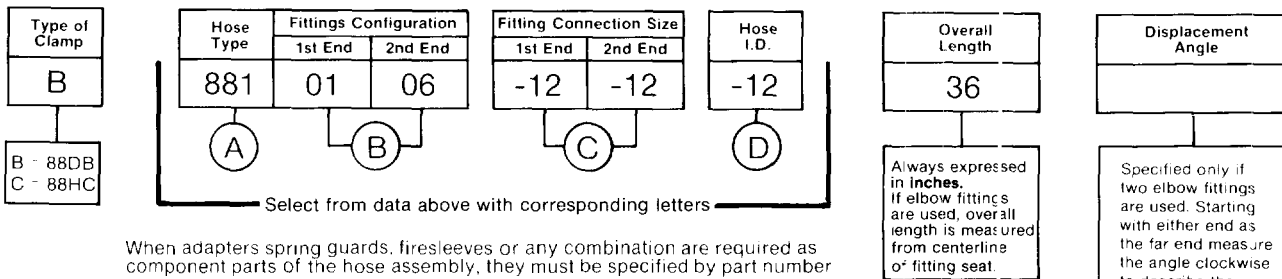 Type of
Clamp
B
B - 88DB
C - 88HC
Hose
Type
881
A
Fittings Configuration
1st End 2nd End
01 06
B
Fitting Connection Size
1st End 2nd End
-12 -12
C
Hose
I.D.
-12
D
Select from data above with corresponding letters
When adapters spring guards, firesleeves or any combination are required as
component parts of the hose assembly, they must be specified by part number
Overall
Length
36
Always expressed
in inches.
If elbow fittings
are used, overall
length is measured
from centerline
of fitting seat.
Displacement
Angle
Specified only if
two elbow fittings
are used. Starting
with either end as
the far end measure
the angle clockwise
to describe the